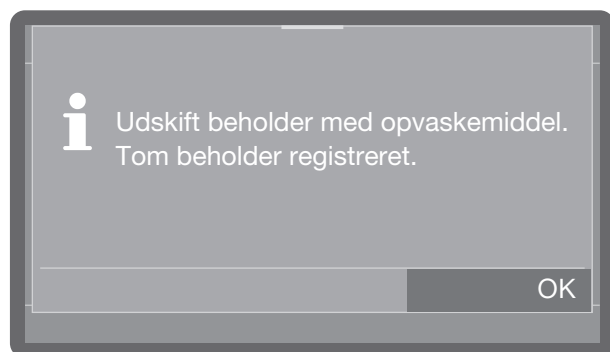 Udskift beholder med opvaskemiddel.
Tom beholder registreret.
OK